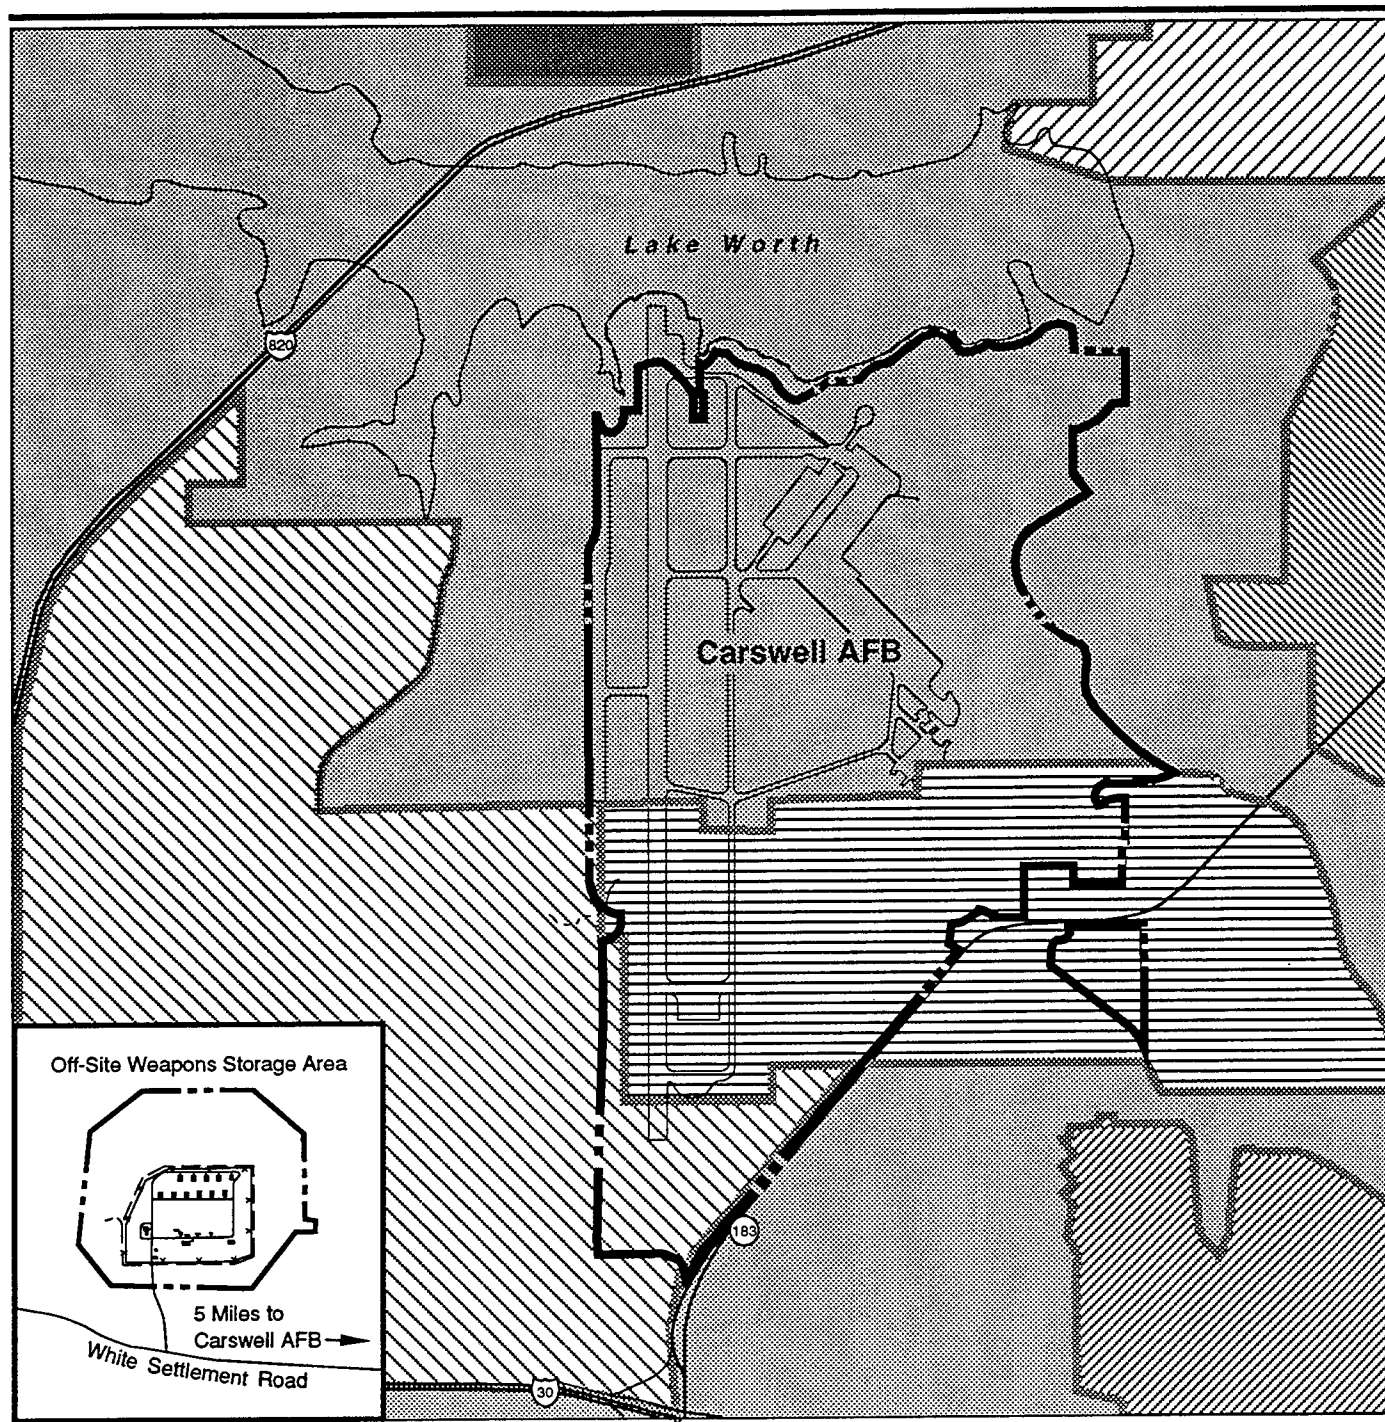 Lake Worth
820
Carswell AFB
Off-Site Weapons Storage Area
183
5 Miles to
Carswell AFB
White Settlement Road
30